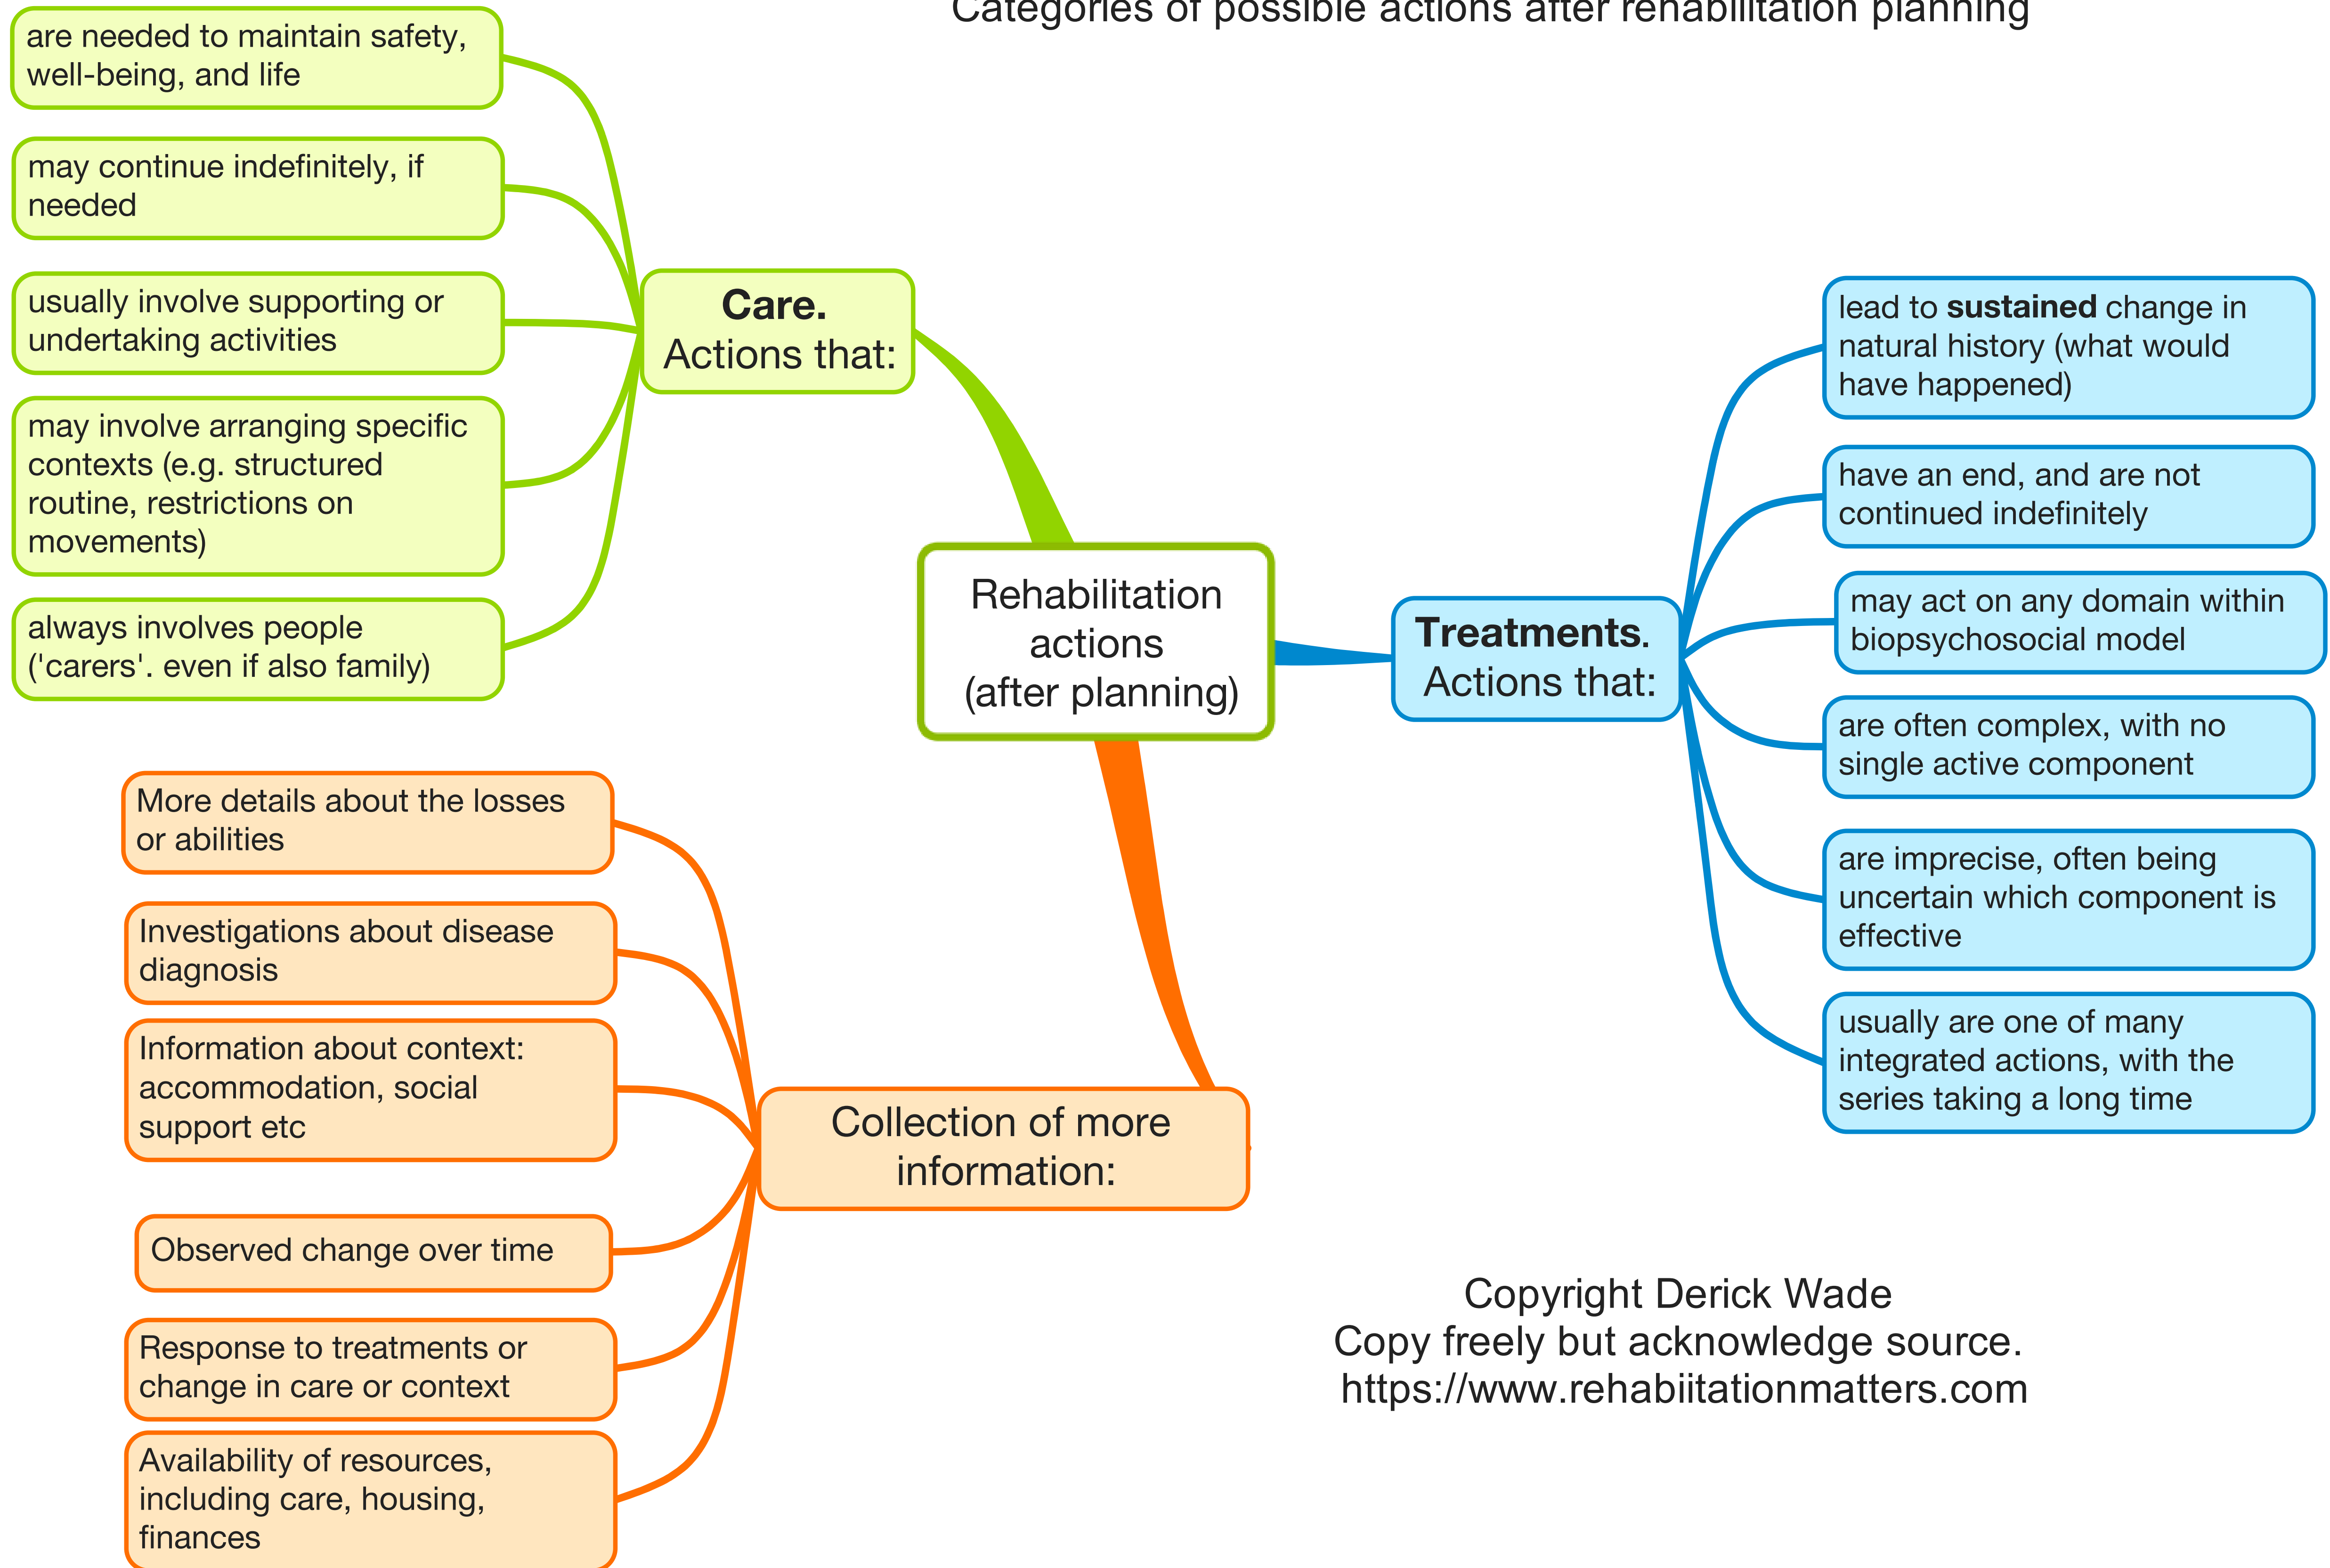 Categories of possible actions after rehabilitation planning
are needed to maintain safety,
well-being, and life
may continue indefinitely, if
needed
usually involve supporting or
undertaking activities
may involve arranging specific
contexts (e.g. structured
routine, restrictions on
movements)
always involves people
('carers'. even if also family)
Care.
Actions that:
Rehabilitation
actions
(after planning)
Treatments.
Actions that:
lead to sustained change in
natural history (what would
have happened)
have an end, and are not
continued indefinitely
may act on any domain within
biopsychosocial model
are often complex, with no
single active component
are imprecise, often being
uncertain which component is
effective
usually are one of many
integrated actions, with the
series taking a long time
More details about the losses
or abilities
Investigations about disease
diagnosis
Information about context:
accommodation, social
support etc
Observed change over time
Response to treatments or
change in care or context
Availability of resources,
including care, housing,
finances
Collection of more
information:
Copyright Derick Wade
Copy freely but acknowledge source.
https://www.rehabiitationmatters.com